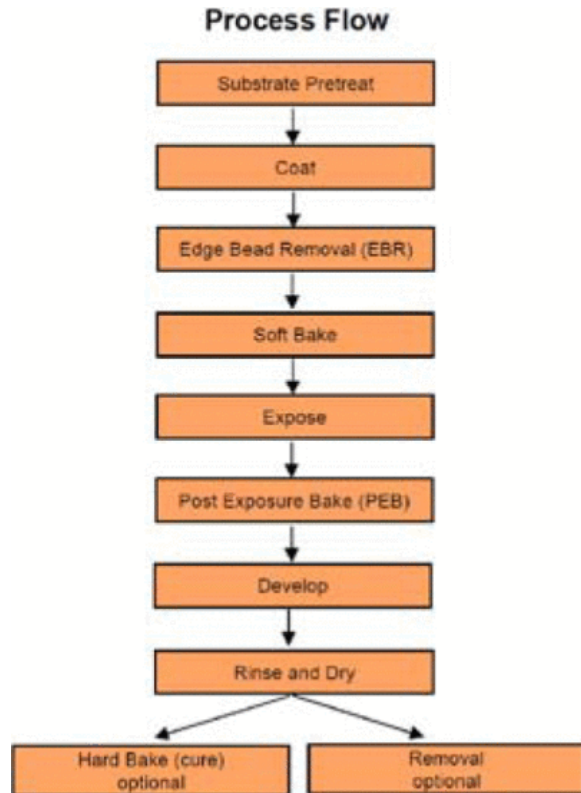 Process Flow
Substrate Pretreat
Coat
Edge Bead Removal (EBR)
Soft Bake
Expose
Post Exposure Bake (PEB)
Develop
Rinse and Dry
Hard Bake (cure)
optional
Removal
optional